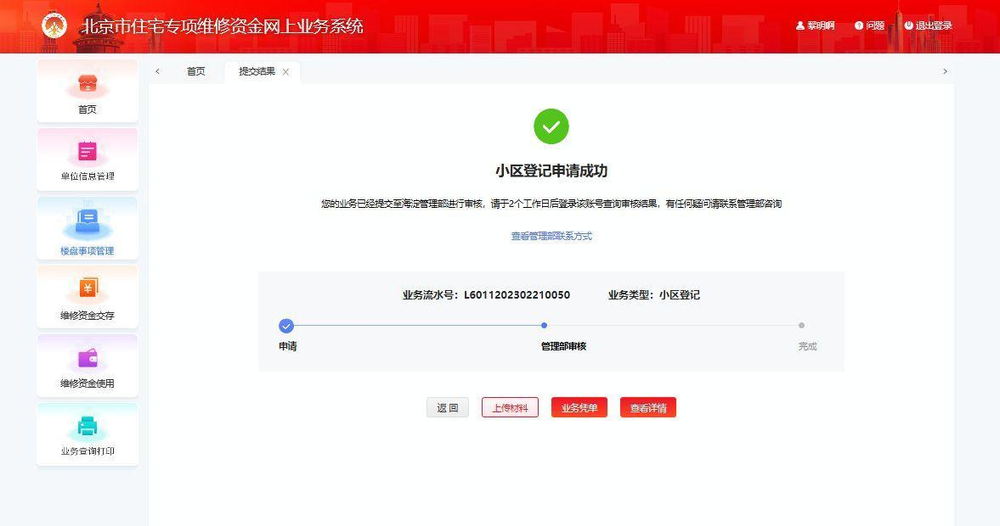 北京市住宅专项维修资金网上业务系统
黎明啊
问题
退出登录
首页
提交结果
首页
单位信息管理
楼盘事项管理
维修资金交存
维修资金使用
业务查询打印
小区登记申请成功
您的业务已经提交至海淀管理部进行审核，请于2个工作日后登录该账号查询审核结果，有任何疑问请联系管理部咨询
查看管理部联系方式
业务流水号：L6011202302210050 业务类型：小区登记
申请 管理部审核 完成
返回 上传材料 业务凭单 查看详情